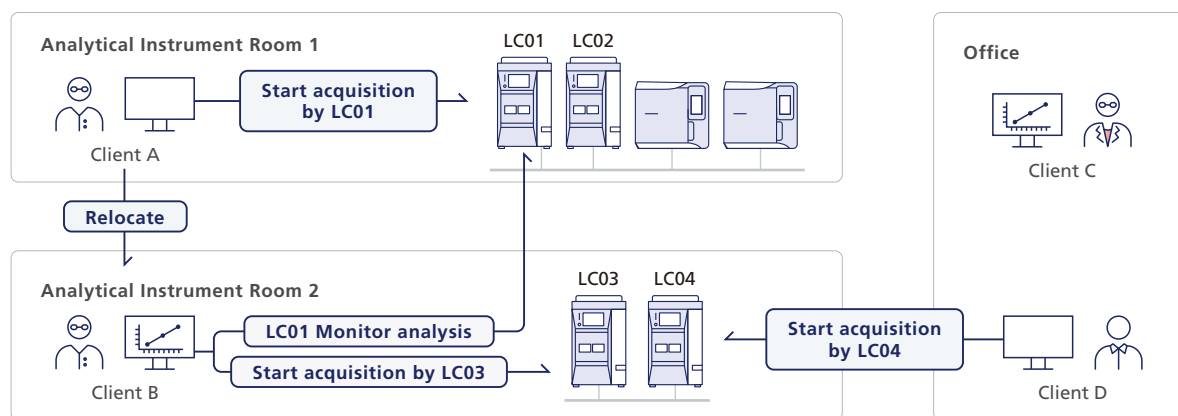 Analytical Instrument Room 1
LC01
LC02
Start acquisition
by LC01
Client A
Office
Client C
Relocate
Analytical Instrument Room 2
LC03
LC04
LC01 Monitor analysis
Start acquisition by LC03
Client B
Start acquisition
by LC04
Client D